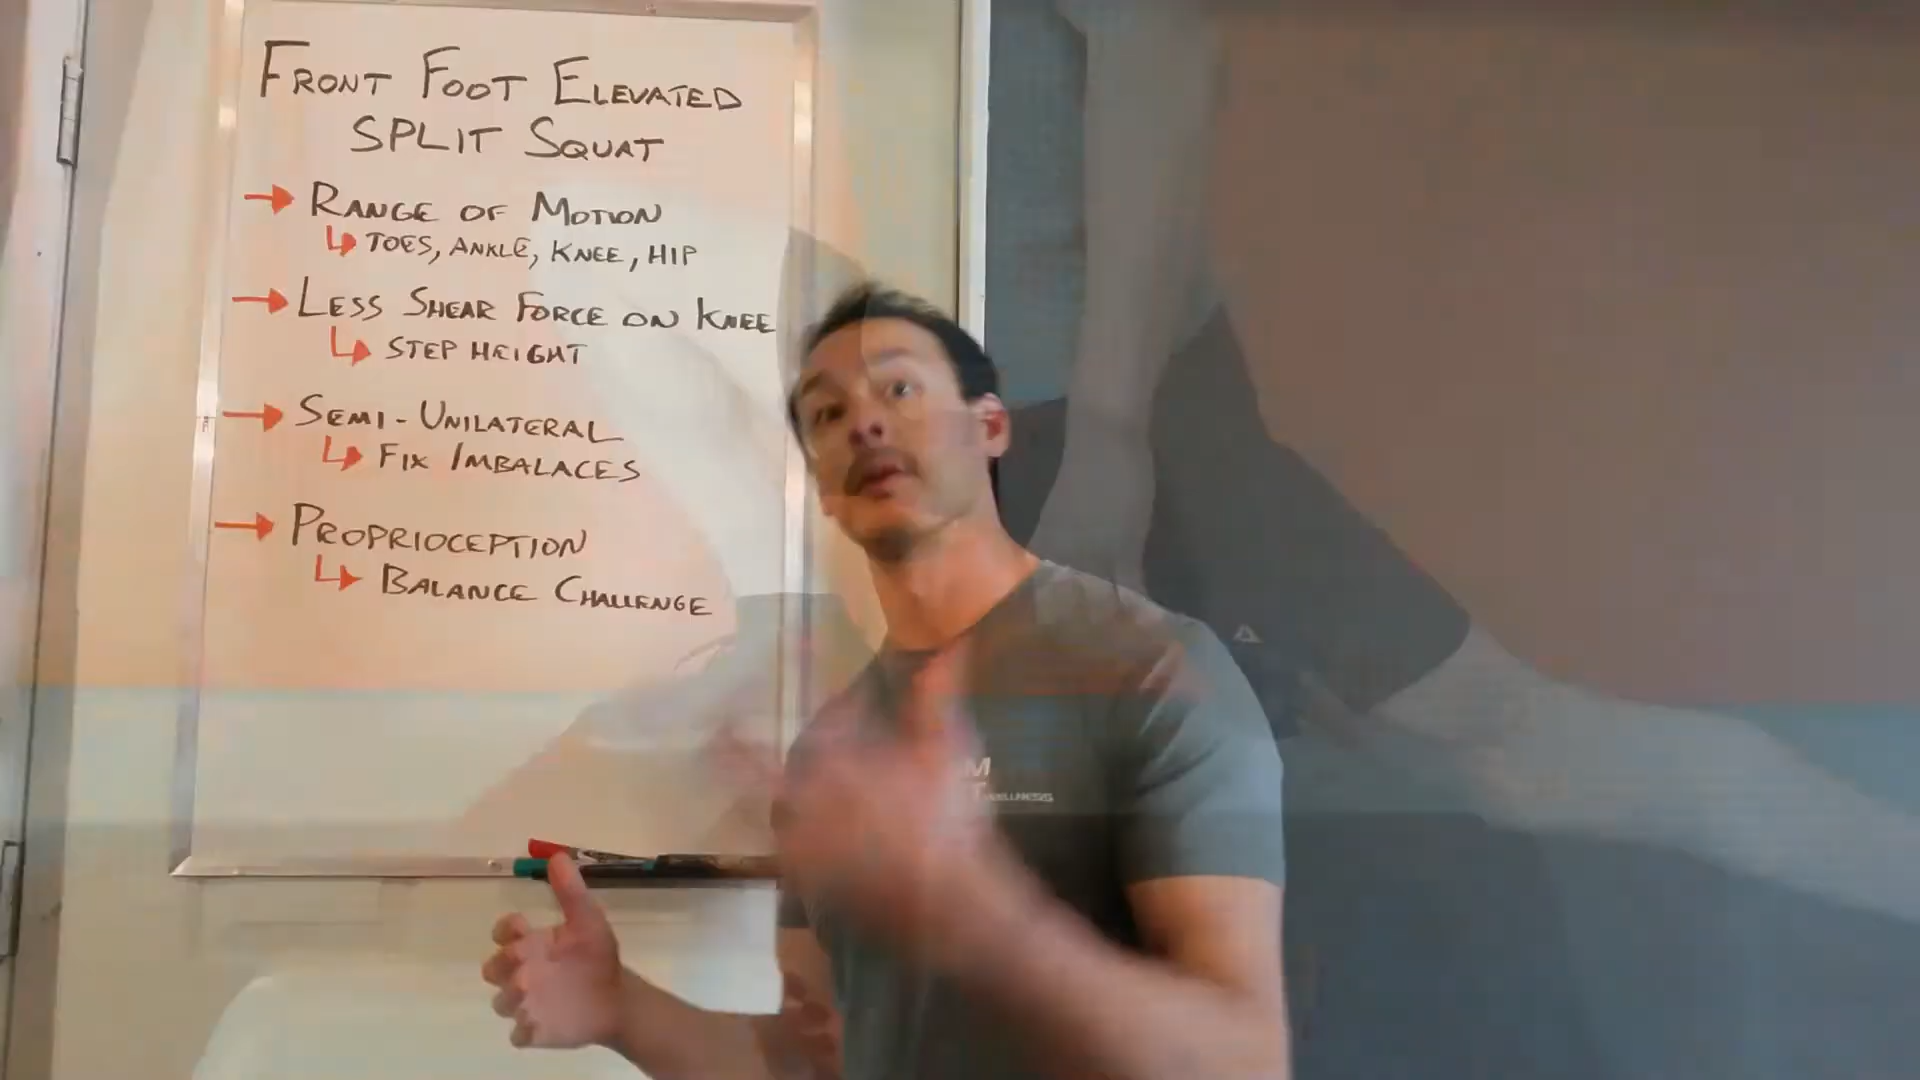 FRONT FOOT ELEVATED
SPLIT SQUAT
→ RANGE OF MOTION
↳ TOES, ANKLE, KNEE, HIP
→ LESS SHEAR FORCE ON KNEE
↳ STEP HEIGHT
→ SEMI-UNILATERAL
↳ FIX IMBALACES
→ PROPRIOCEPTION
↳ BALANCE CHALLENGE